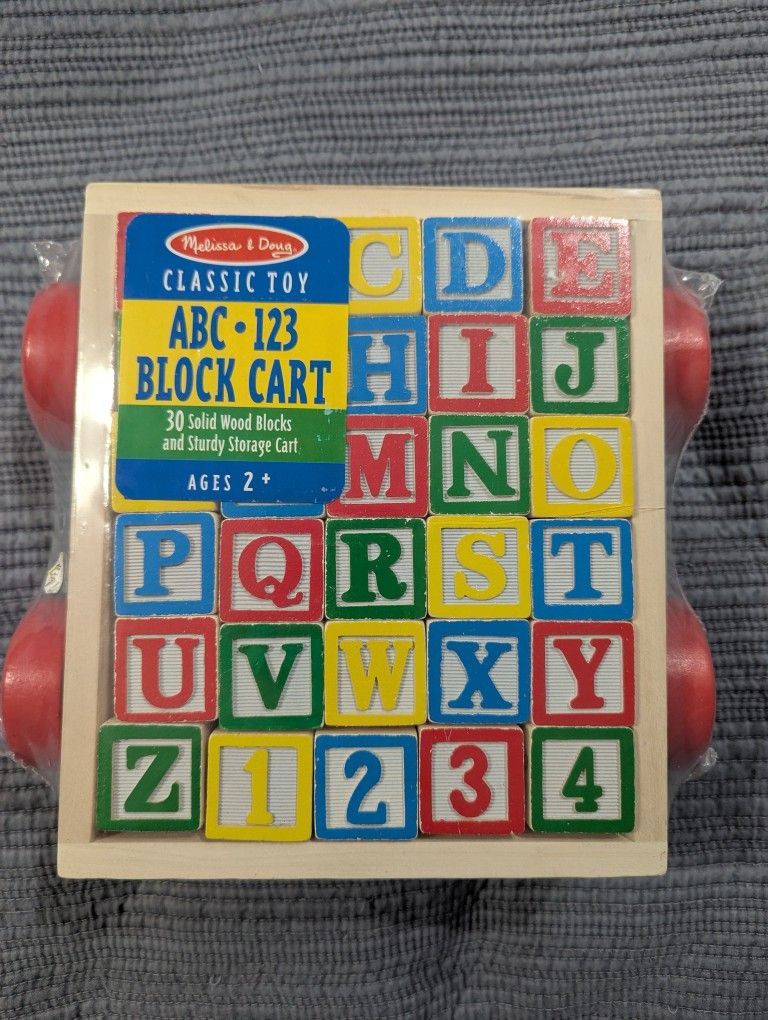 Melissa & Doug
CLASSIC TOY
ABC • 123
BLOCK CART
30 Solid Wood Blocks
and Sturdy Storage Cart
AGES 2+
C D E
H I J
M N O
P Q R S T
U V W X Y
Z 1 2 3 4